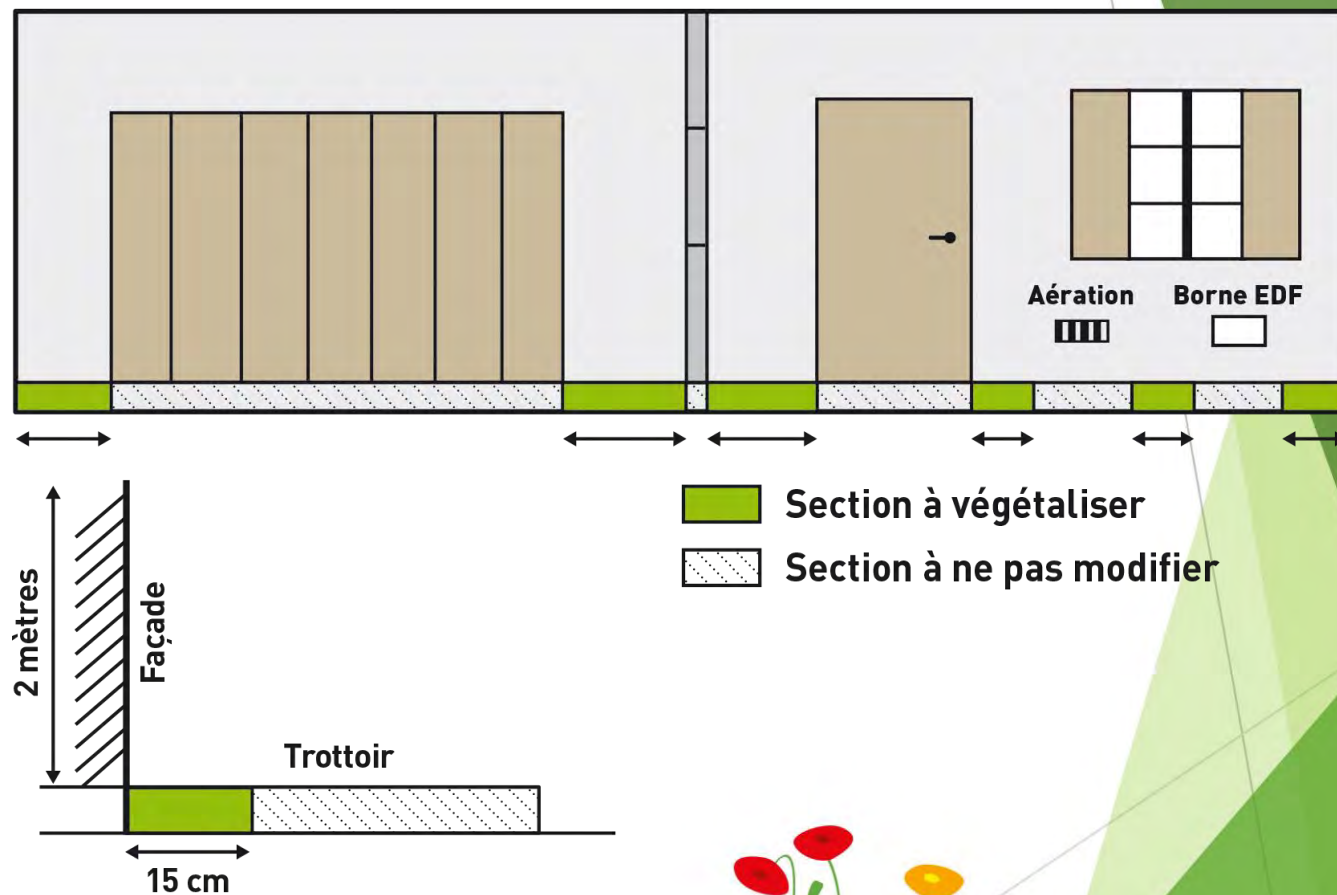 Aération
Borne EDF
Section à végétaliser
Section à ne pas modifier
2 mètres
Façade
Trottoir
15 cm